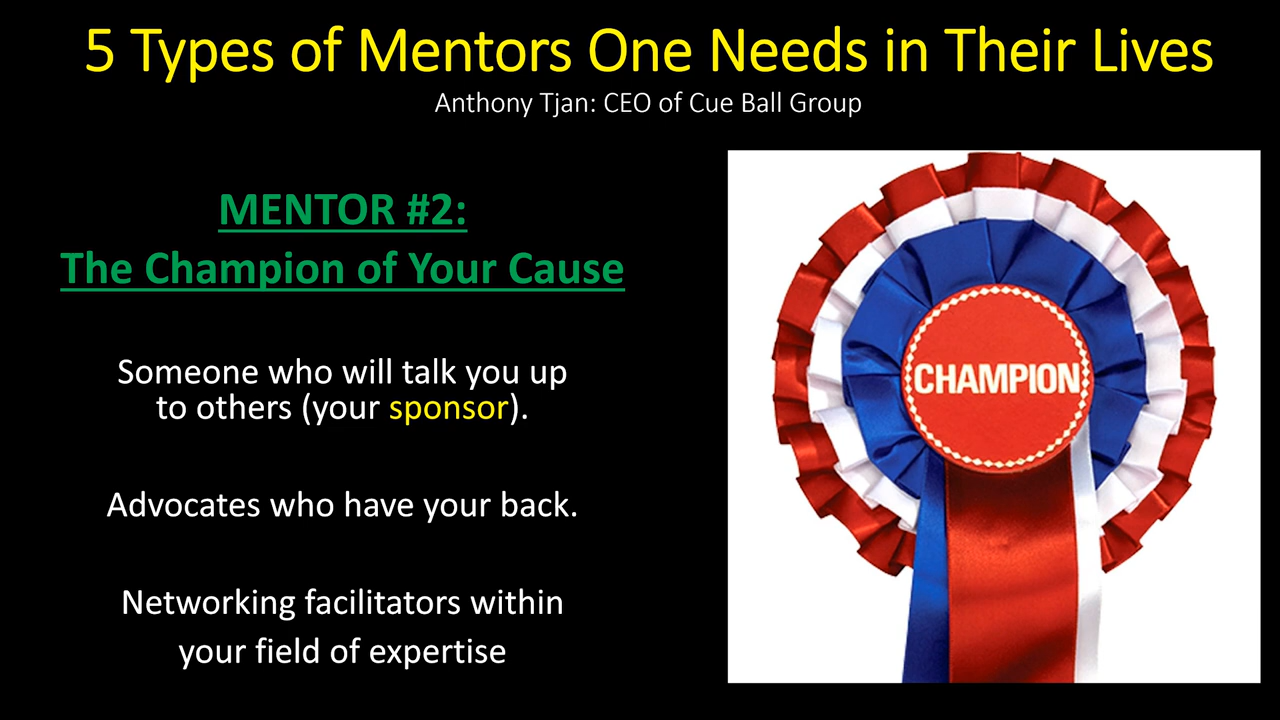 5 Types of Mentors One Needs in Their Lives
Anthony Tjan: CEO of Cue Ball Group
MENTOR #2:
The Champion of Your Cause
Someone who will talk you up
to others (your sponsor).
Advocates who have your back.
Networking facilitators within
your field of expertise
CHAMPION